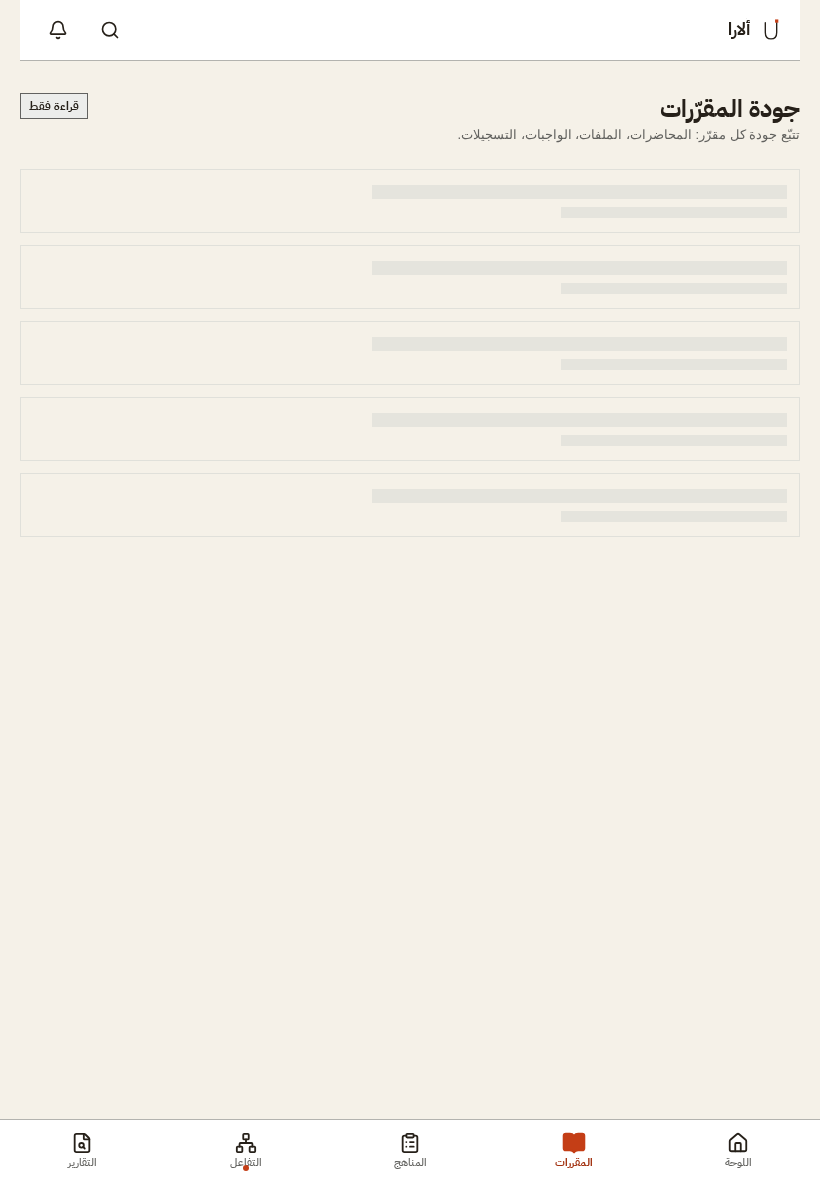 ألارا
جودة المقرّرات
قراءة فقط
تتبّع جودة كل مقرّر: المحاضرات، الملفات، الواجبات، التسجيلات.
اللوحة
المقررات
المناهج
التفاعل
التقارير